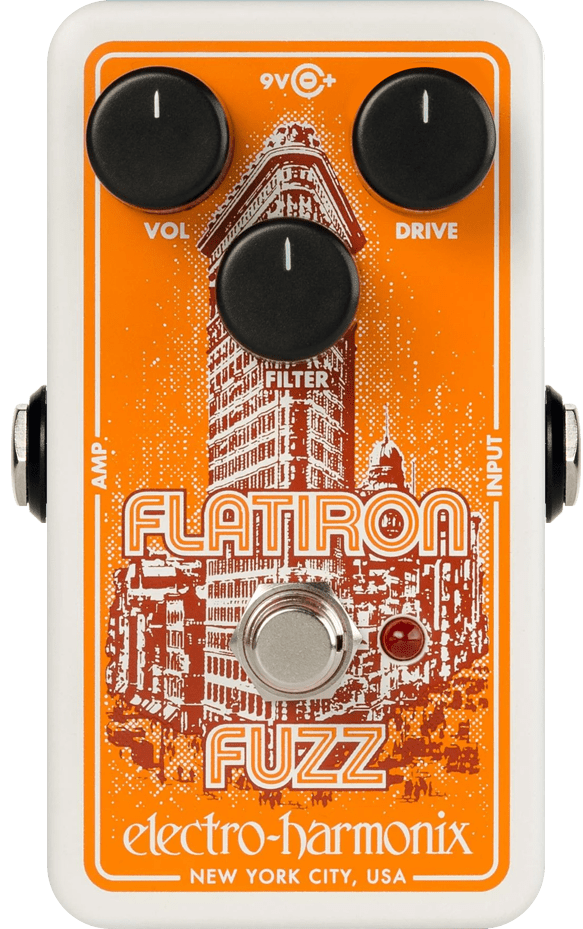 9V - +
VOL
DRIVE
FILTER
AMP
INPUT
FLATIRON
FUZZ
electro-harmonix
NEW YORK CITY, USA